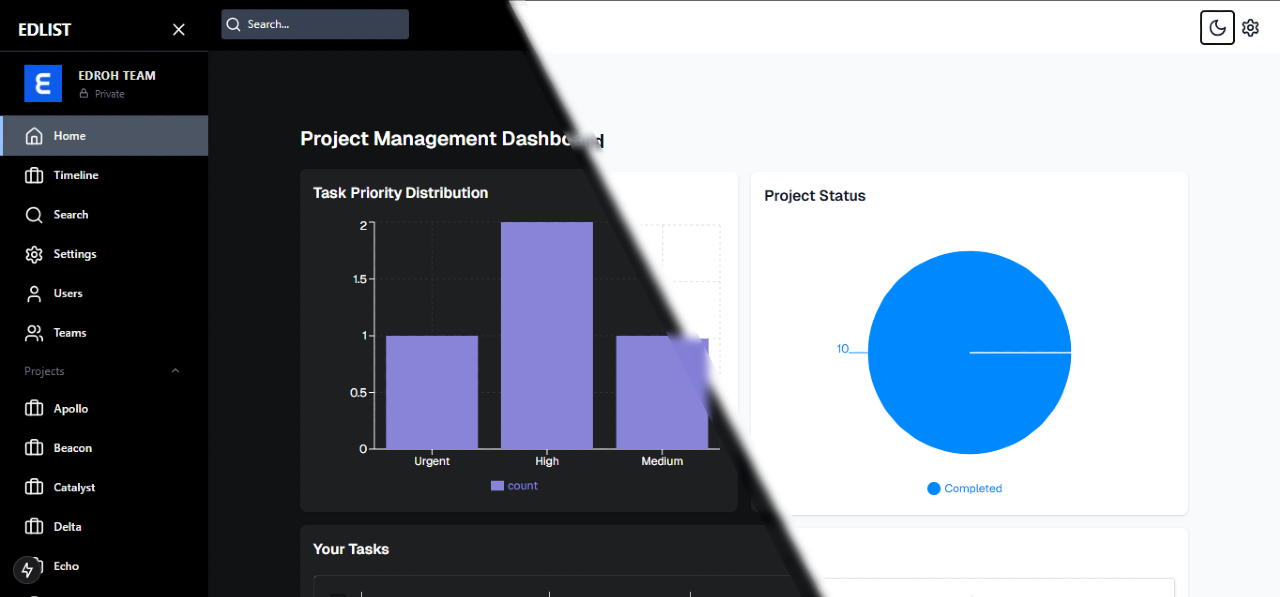 EDLIST
Search...
EDROH TEAM
Private
Home
Timeline
Search
Settings
Users
Teams
Projects
Apollo
Beacon
Catalyst
Delta
Echo
Project Management Dashboard
Task Priority Distribution
2
1.5
1
0.5
0
Urgent
High
Medium
count
Project Status
10
Completed
Your Tasks